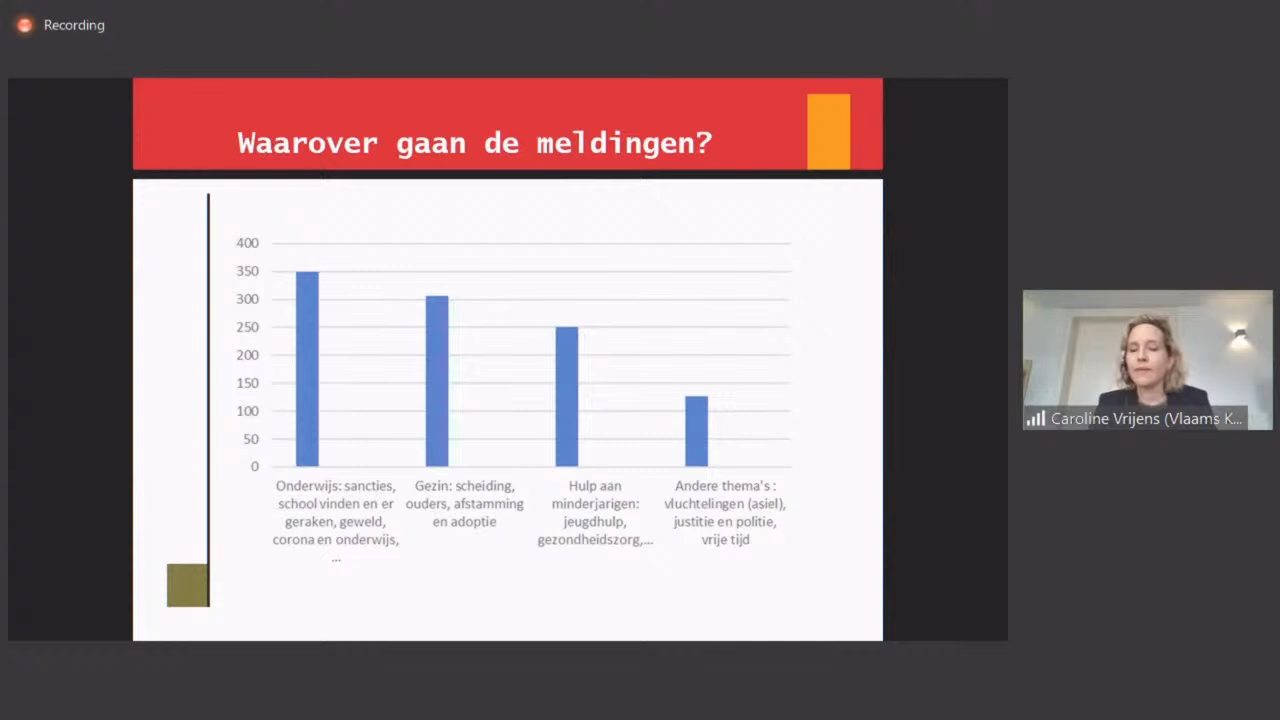 Recording
Waarover gaan de meldingen?
400
350
300
250
200
150
100
50
0
Onderwijs: sancties,
school vinden en er
geraken, geweld,
corona en onderwijs,
...
Gezin: scheiding,
ouders, afstamming
en adoptie
Hulp aan
minderjarigen:
jeugdhulp,
gezondheidszorg,...
Andere thema's :
vluchtelingen (asiel),
justitie en politie,
vrije tijd
Caroline Vrijens (Vlaams K...